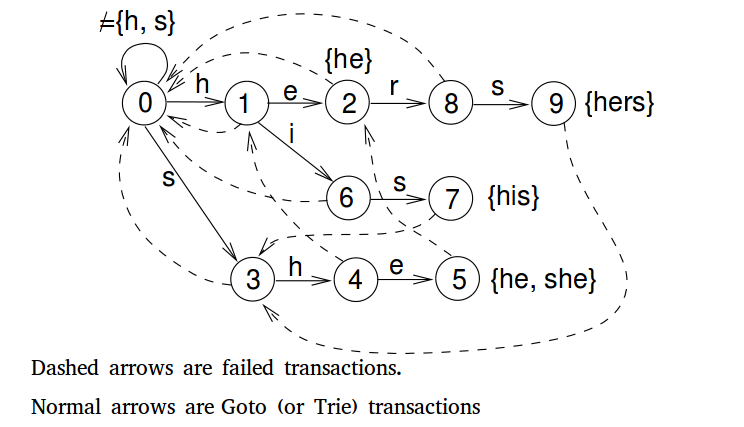 ≠{h, s}
{he}
0 h 1 e 2 r 8 s 9 {hers}
i
s
6 s 7 {his}
3 h 4 e 5 {he, she}
Dashed arrows are failed transactions.
Normal arrows are Goto (or Trie) transactions